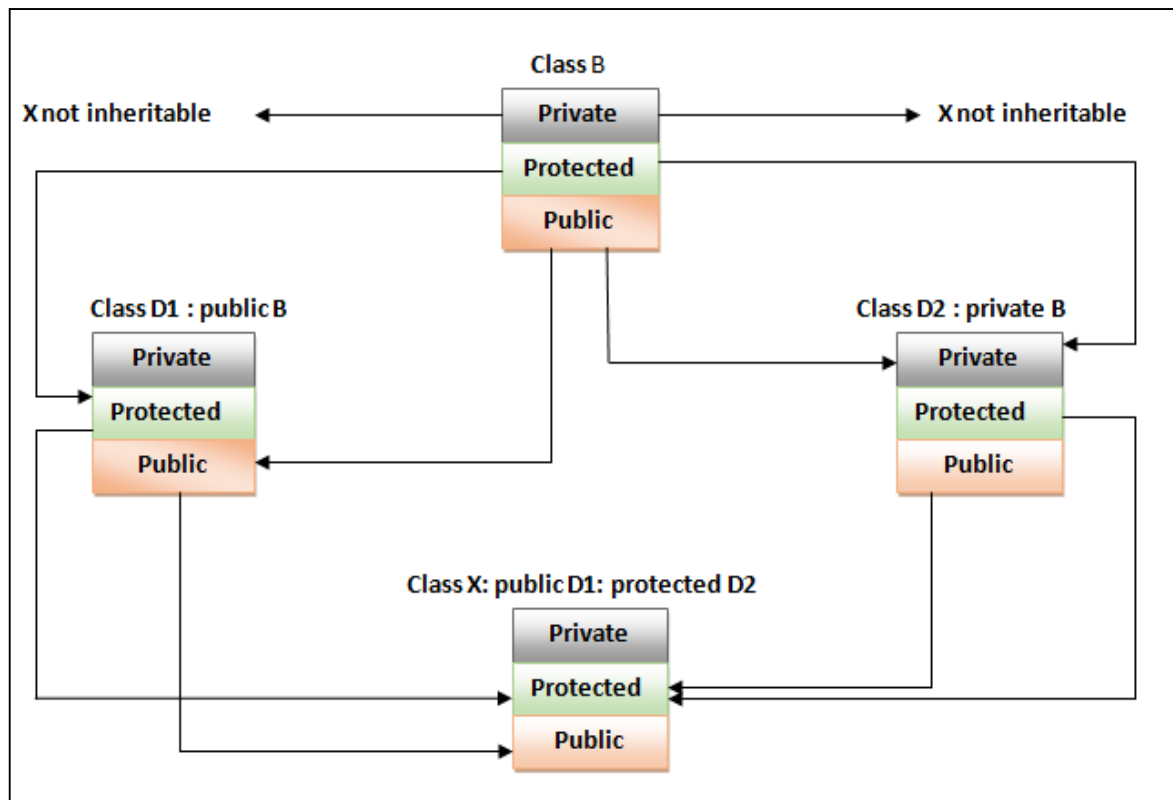 Class B
X not inheritable
Private
X not inheritable
Protected
Public
Class D1 : public B
Class D2 : private B
Private
Private
Protected
Protected
Public
Public
Class X: public D1: protected D2
Private
Protected
Public